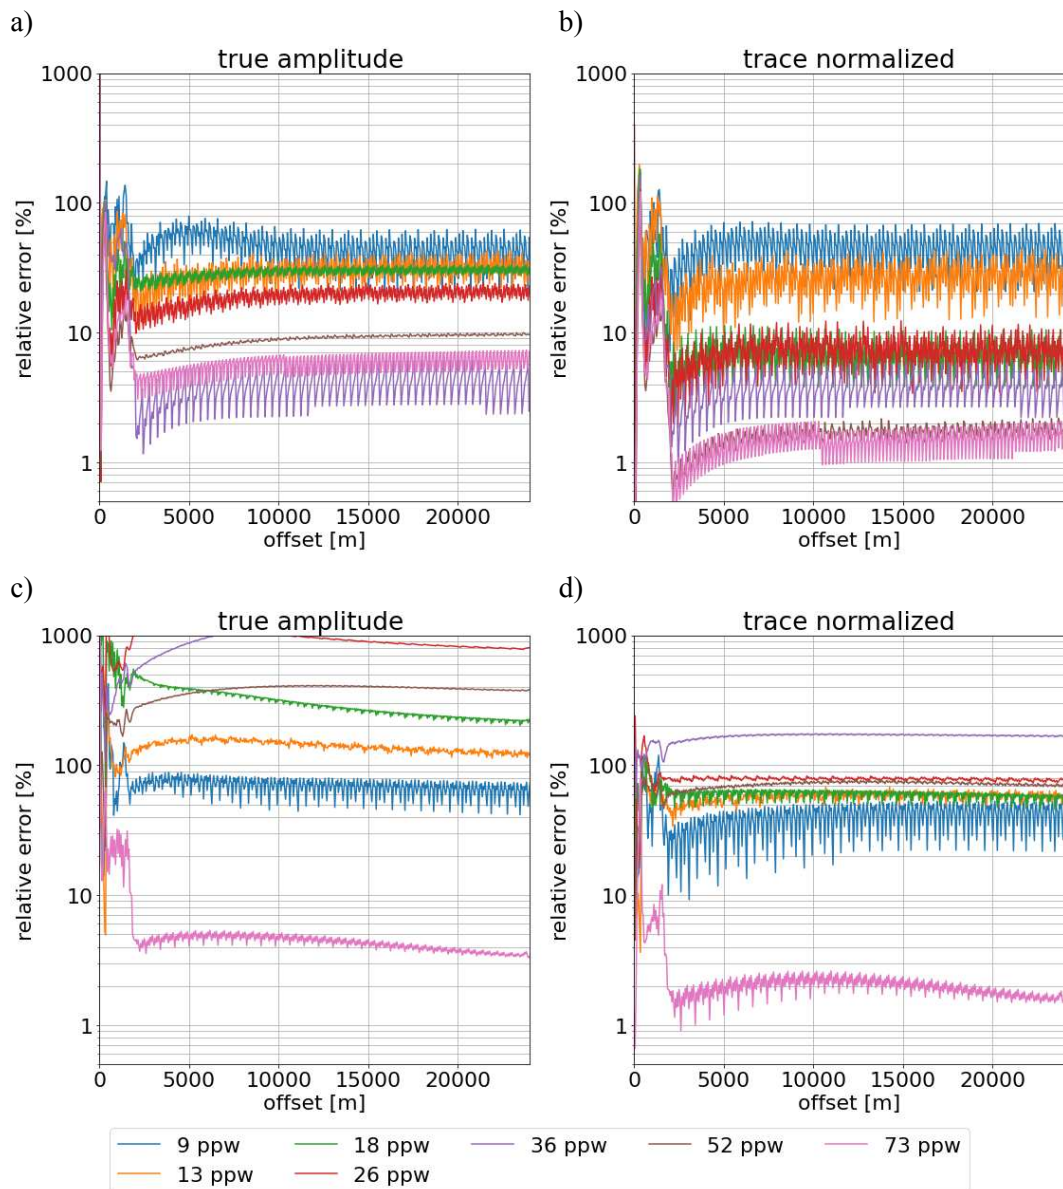 a)
b)
true amplitude
trace normalized
1000
100
10
1
relative error [%]
0
5000
10000
15000
20000
offset [m]
1000
100
10
1
relative error [%]
0
5000
10000
15000
20000
offset [m]
c)
d)
true amplitude
trace normalized
1000
100
10
1
relative error [%]
0
5000
10000
15000
20000
offset [m]
1000
100
10
1
relative error [%]
0
5000
10000
15000
20000
offset [m]
9 ppw
18 ppw
36 ppw
52 ppw
73 ppw
13 ppw
26 ppw